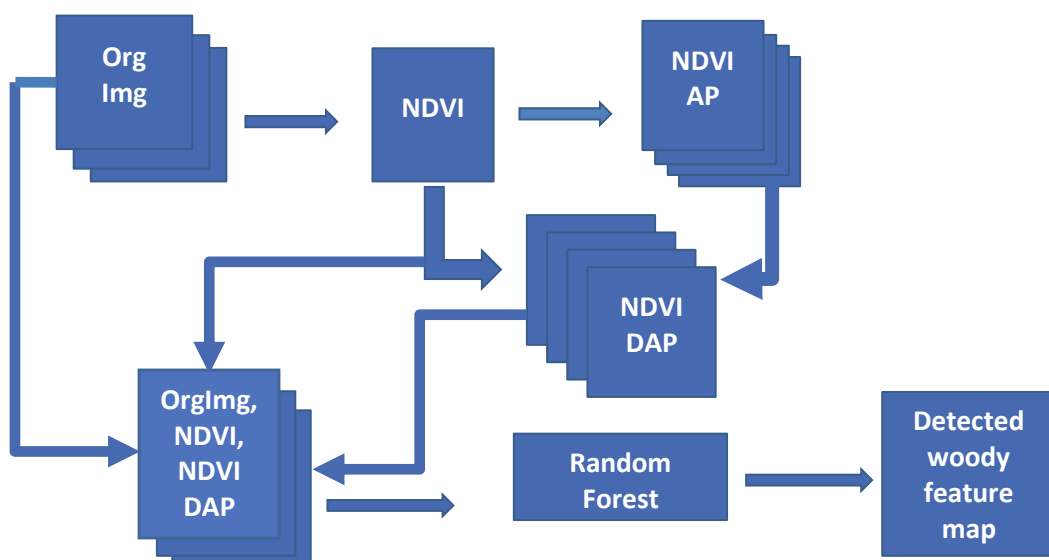 Org
Img
NDVI
NDVI
AP
NDVI
DAP
OrgImg,
NDVI,
NDVI
DAP
Random
Forest
Detected
woody
feature
map